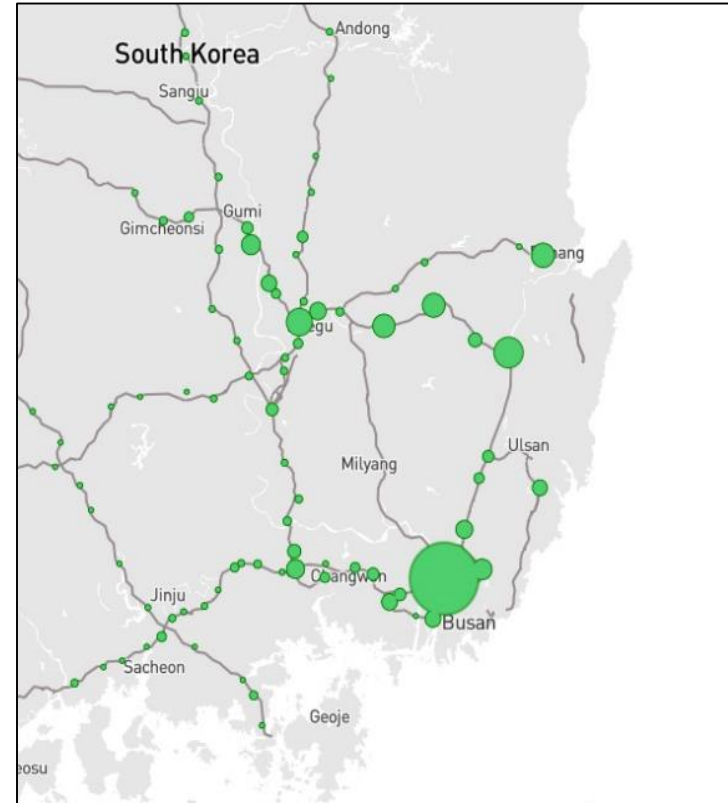 Andong
South Korea
Sangju
Gumi
Gimcheonsi
Ulsan
Milyang
Jinju
Busan
Sacheon
Geoje